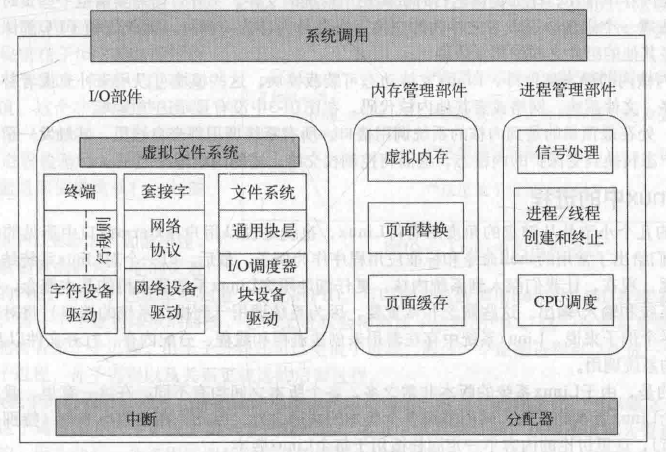 系统调用
I/O部件
内存管理部件
进程管理部件
虚拟文件系统
终端
套接字
文件系统
行规则
网络
协议
通用块层
I/O调度器
字符设备
驱动
网络设备
驱动
块设备
驱动
虚拟内存
页面替换
页面缓存
信号处理
进程/线程
创建和终止
CPU调度
中断
分配器